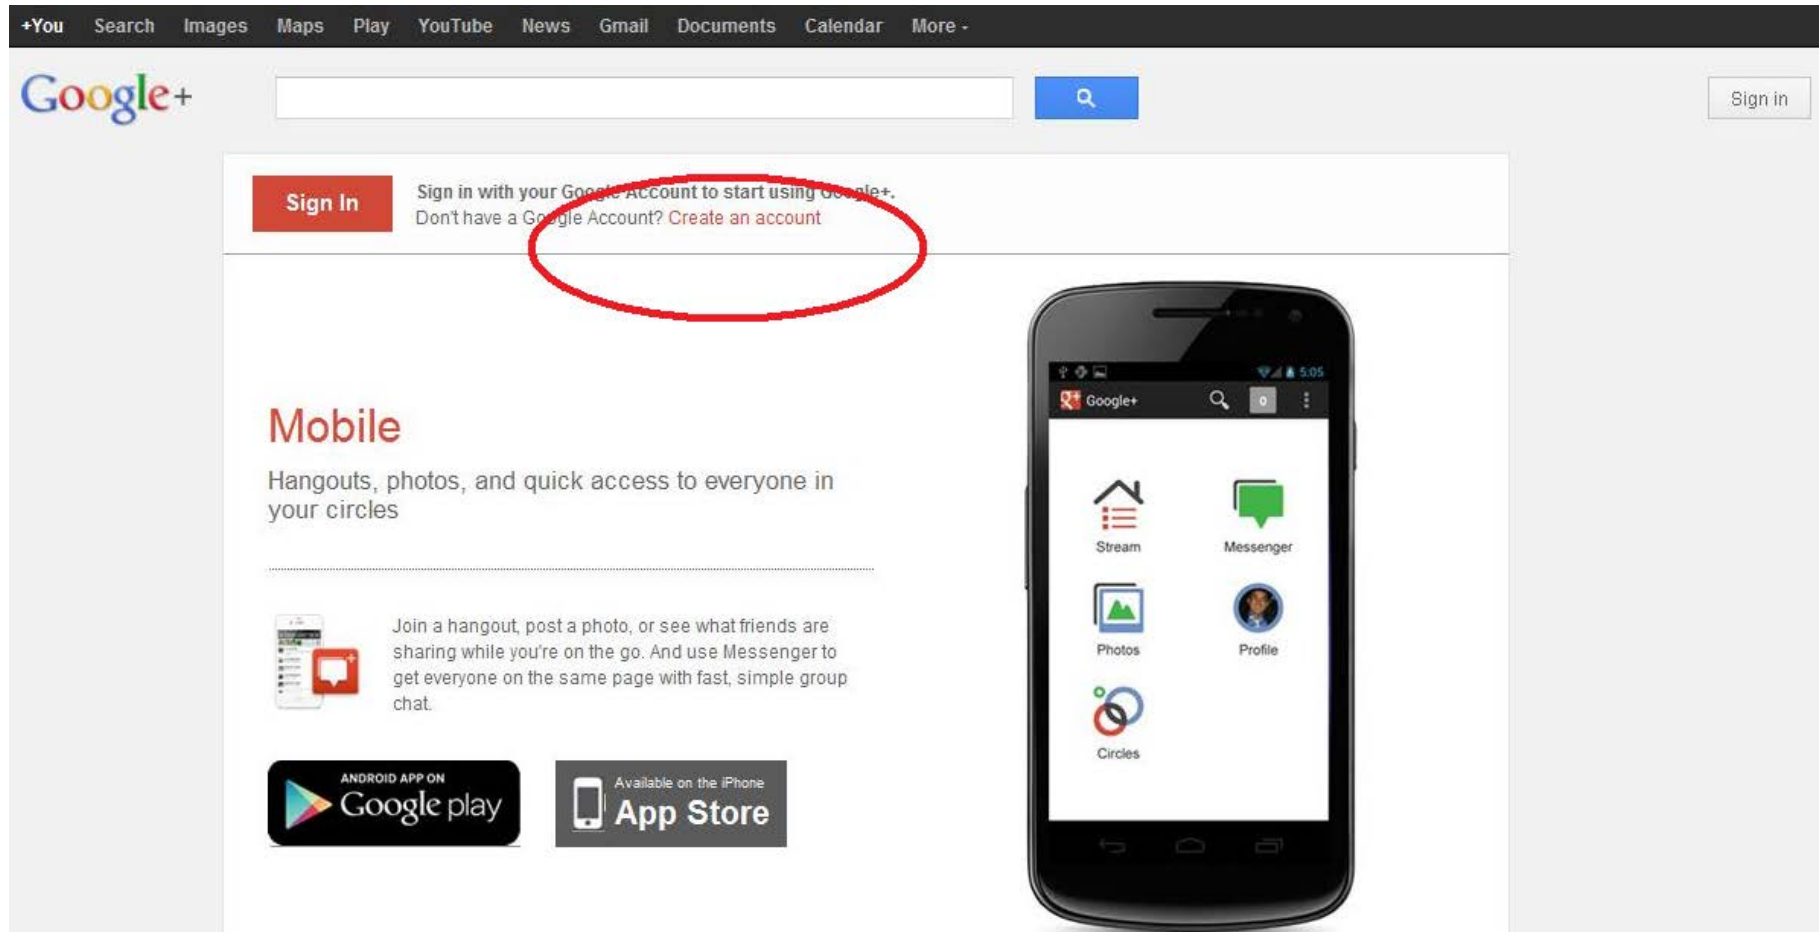 +You Search Images Maps Play YouTube News Gmail Documents Calendar More
Google+
Sign in
Sign In
Sign in with your Google Account to start using Google+.
Don't have a Google Account? Create an account
Mobile
Hangouts, photos, and quick access to everyone in
your circles
Join a hangout, post a photo, or see what friends are
sharing while you're on the go. And use Messenger to
get everyone on the same page with fast, simple group
chat.
ANDROID APP ON
Google play
Available on the iPhone
App Store
5:05
Google+ 0
Stream Messenger
Photos Profile
Circles